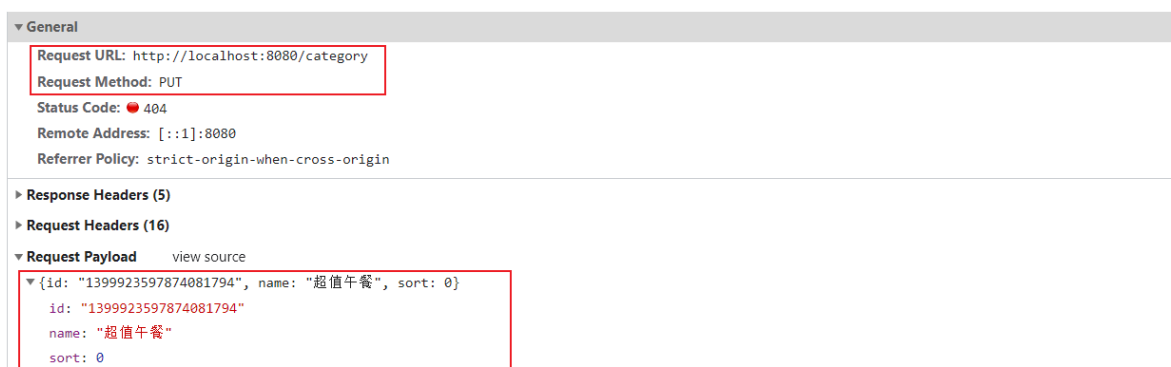 General
Request URL: http://localhost:8080/category
Request Method: PUT
Status Code: 404
Remote Address: [::1]:8080
Referrer Policy: strict-origin-when-cross-origin
Response Headers (5)
Request Headers (16)
Request Payload view source
{id: "1399923597874081794", name: "超值午餐", sort: 0}
id: "1399923597874081794"
name: "超值午餐"
sort: 0